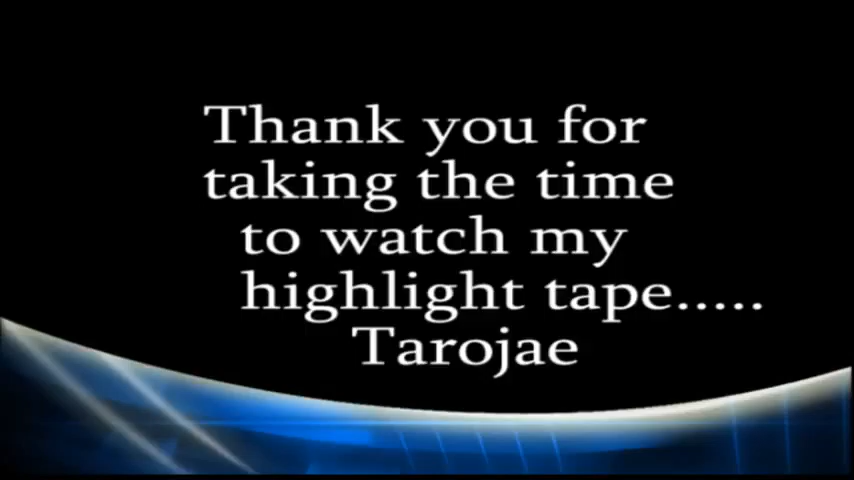 Thank you for
taking the time
to watch my
highlight tape.....
Tarojae